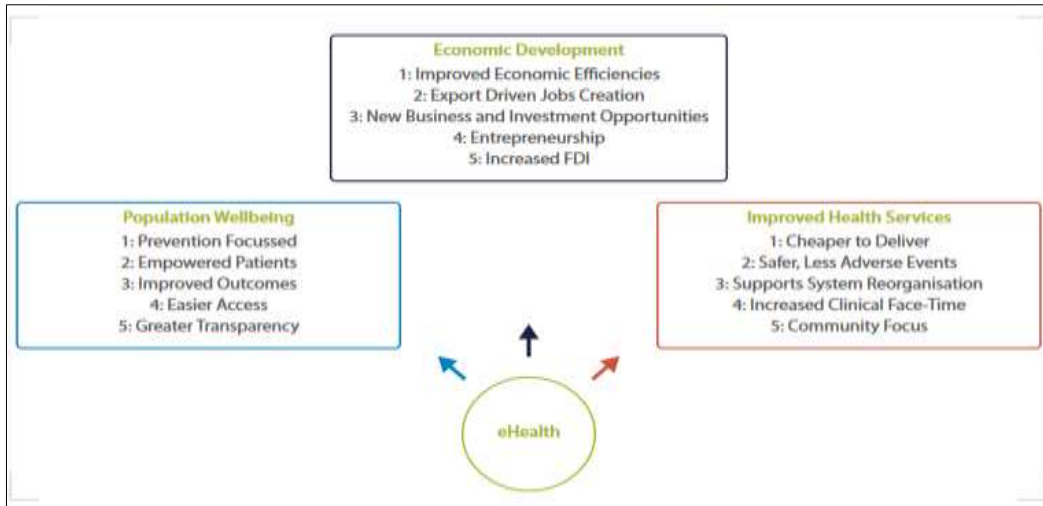 Economic Development
1: Improved Economic Efficiencies
2: Export Driven Jobs Creation
3: New Business and Investment Opportunities
4: Entrepreneurship
5: Increased FDI
Population Wellbeing
1: Prevention Focussed
2: Empowered Patients
3: Improved Outcomes
4: Easier Access
5: Greater Transparency
Improved Health Services
1: Cheaper to Deliver
2: Safer, Less Adverse Events
3: Supports System Reorganisation
4: Increased Clinical Face-Time
5: Community Focus
eHealth